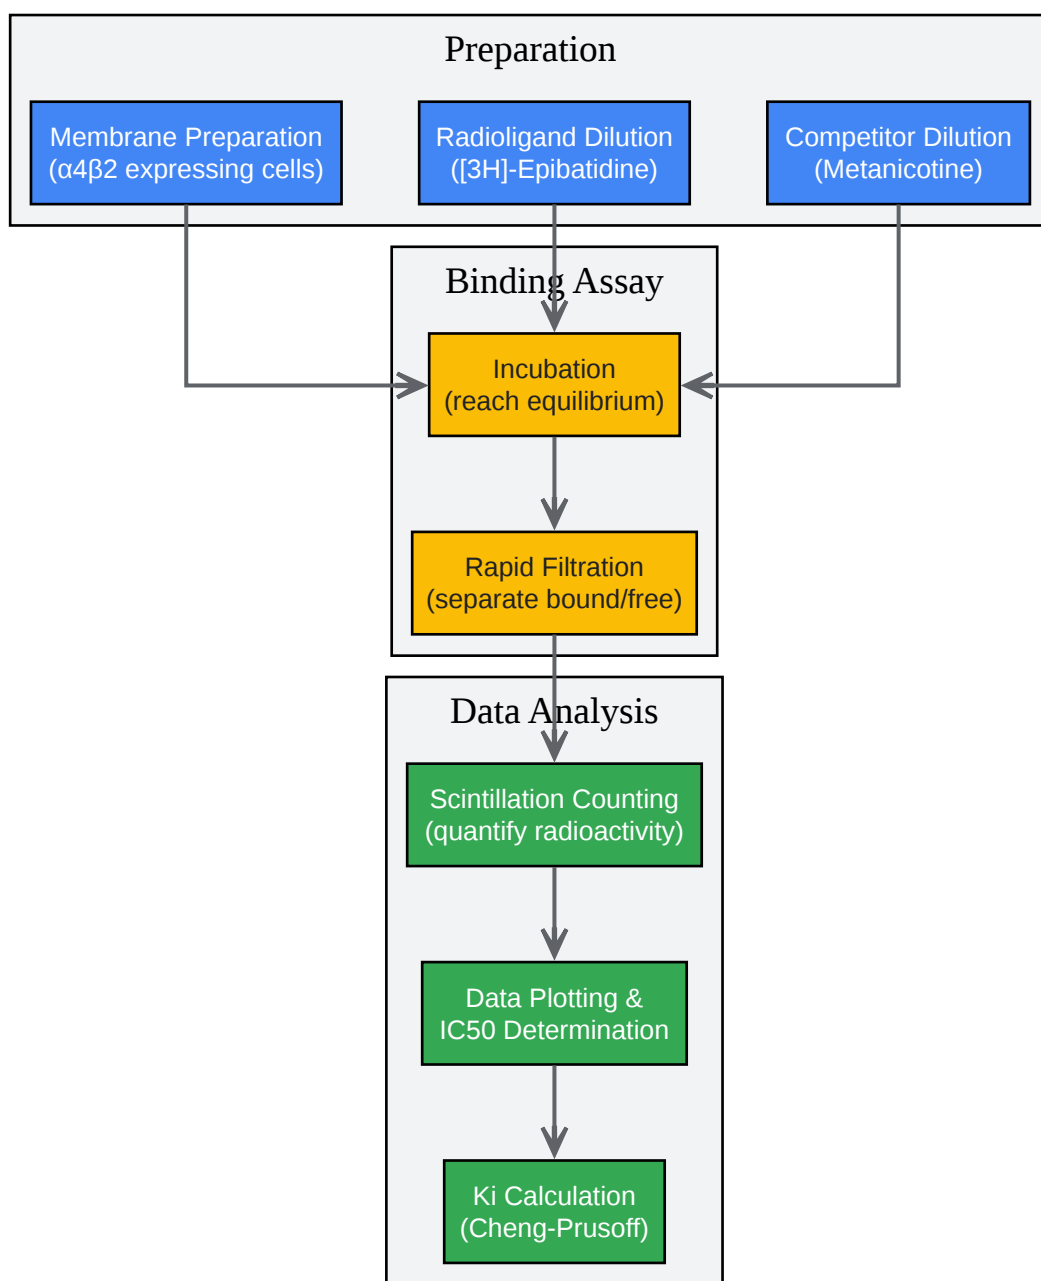 Preparation
Membrane Preparation
(α4β2 expressing cells)
Radioligand Dilution
([3H]-Epibatidine)
Competitor Dilution
(Metanicotine)
Binding Assay
Incubation
(reach equilibrium)
Rapid Filtration
(separate bound/free)
Data Analysis
Scintillation Counting
(quantify radioactivity)
Data Plotting &
IC50 Determination
Ki Calculation
(Cheng-Prusoff)